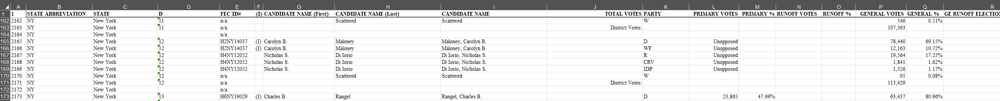 A B C D E F G H I J K L M N O P Q R
1 1 STATE ABBREVIATION STATE D FEC ID# (I) CANDIDATE NAME (First) CANDIDATE NAME (Last) CANDIDATE NAME TOTAL VOTES PARTY PRIMARY VOTES PRIMARY % RUNOFF VOTES RUNOFF % GENERAL VOTES GENERAL % GE RUNOFF ELECTION
162 2162 NY New York 11 n/a Scattered Scattered W 546 0.51%
163 2163 NY New York 11 n/a District Votes: 107,363
164 2164 NY New York n/a
165 2165 NY New York 12 H2NY14037 (I) Carolyn B. Maloney Maloney, Carolyn B. D Unopposed 78,440 69.15%
166 2166 NY New York 12 H2NY14037 (I) Carolyn B. Maloney Maloney, Carolyn B. WF Unopposed 12,163 10.72%
167 2167 NY New York 12 H4NY12052 Nicholas S. Di Iorio Di Iorio, Nicholas S. R Unopposed 19,564 17.25%
168 2168 NY New York 12 H4NY12052 Nicholas S. Di Iorio Di Iorio, Nicholas S. CRV Unopposed 1,841 1.62%
169 2169 NY New York 12 H4NY12052 Nicholas S. Di Iorio Di Iorio, Nicholas S. IDP Unopposed 1,326 1.17%
170 2170 NY New York 12 n/a Scattered Scattered W 95 0.08%
171 2171 NY New York 12 n/a District Votes: 113,429
172 2172 NY New York n/a
173 2173 NY New York 13 H6NY19029 (I) Charles B. Rangel Rangel, Charles B. D 23,865 47.69% 63,437 80.96%